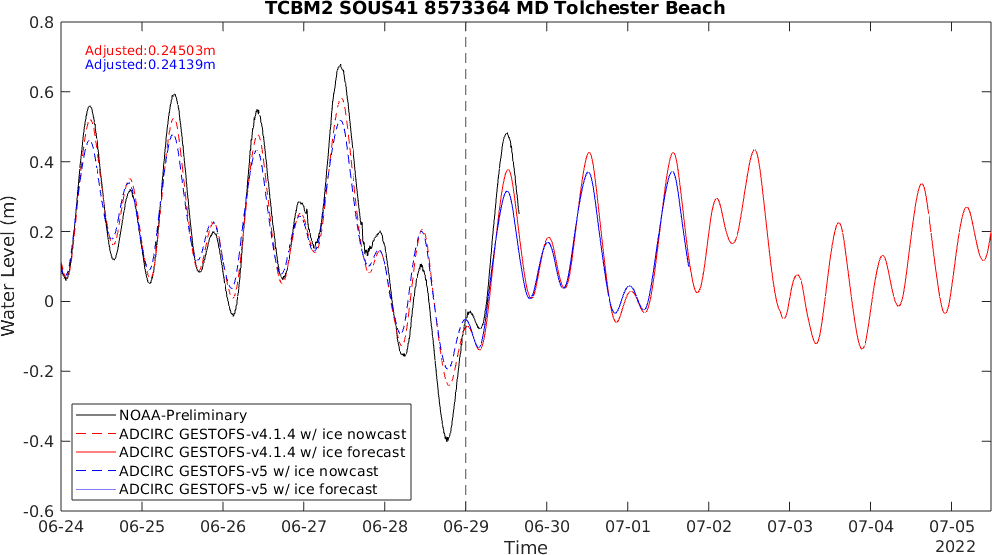 TCBM2 SOUS41 8573364 MD Tolchester Beach
0.8
0.6
0.4
0.2
0
-0.2
-0.4
-0.6
Water Level (m)
Adjusted:0.24503m
Adjusted:0.24139m
NOAA-Preliminary
ADCIRC GESTOFS-v4.1.4 w/ ice nowcast
ADCIRC GESTOFS-v4.1.4 w/ ice forecast
ADCIRC GESTOFS-v5 w/ ice nowcast
ADCIRC GESTOFS-v5 w/ ice forecast
06-24 06-25 06-26 06-27 06-28 06-29 06-30 07-01 07-02 07-03 07-04 07-05
2022
Time